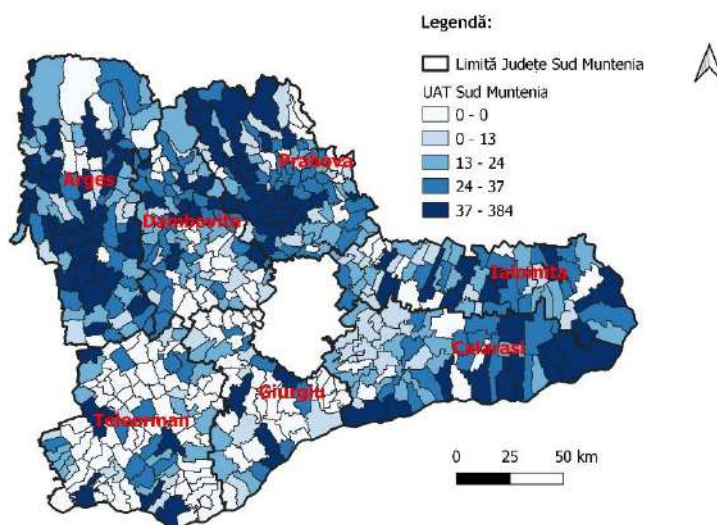 Legendă:
Limită Județe Sud Muntenia
UAT Sud Muntenia
0 - 0
0 - 13
13 - 24
24 - 37
37 - 384
Prahova
Arges
Dambovita
Ialomita
Calarasi
Giurgiu
Teleorman
0 25 50 km